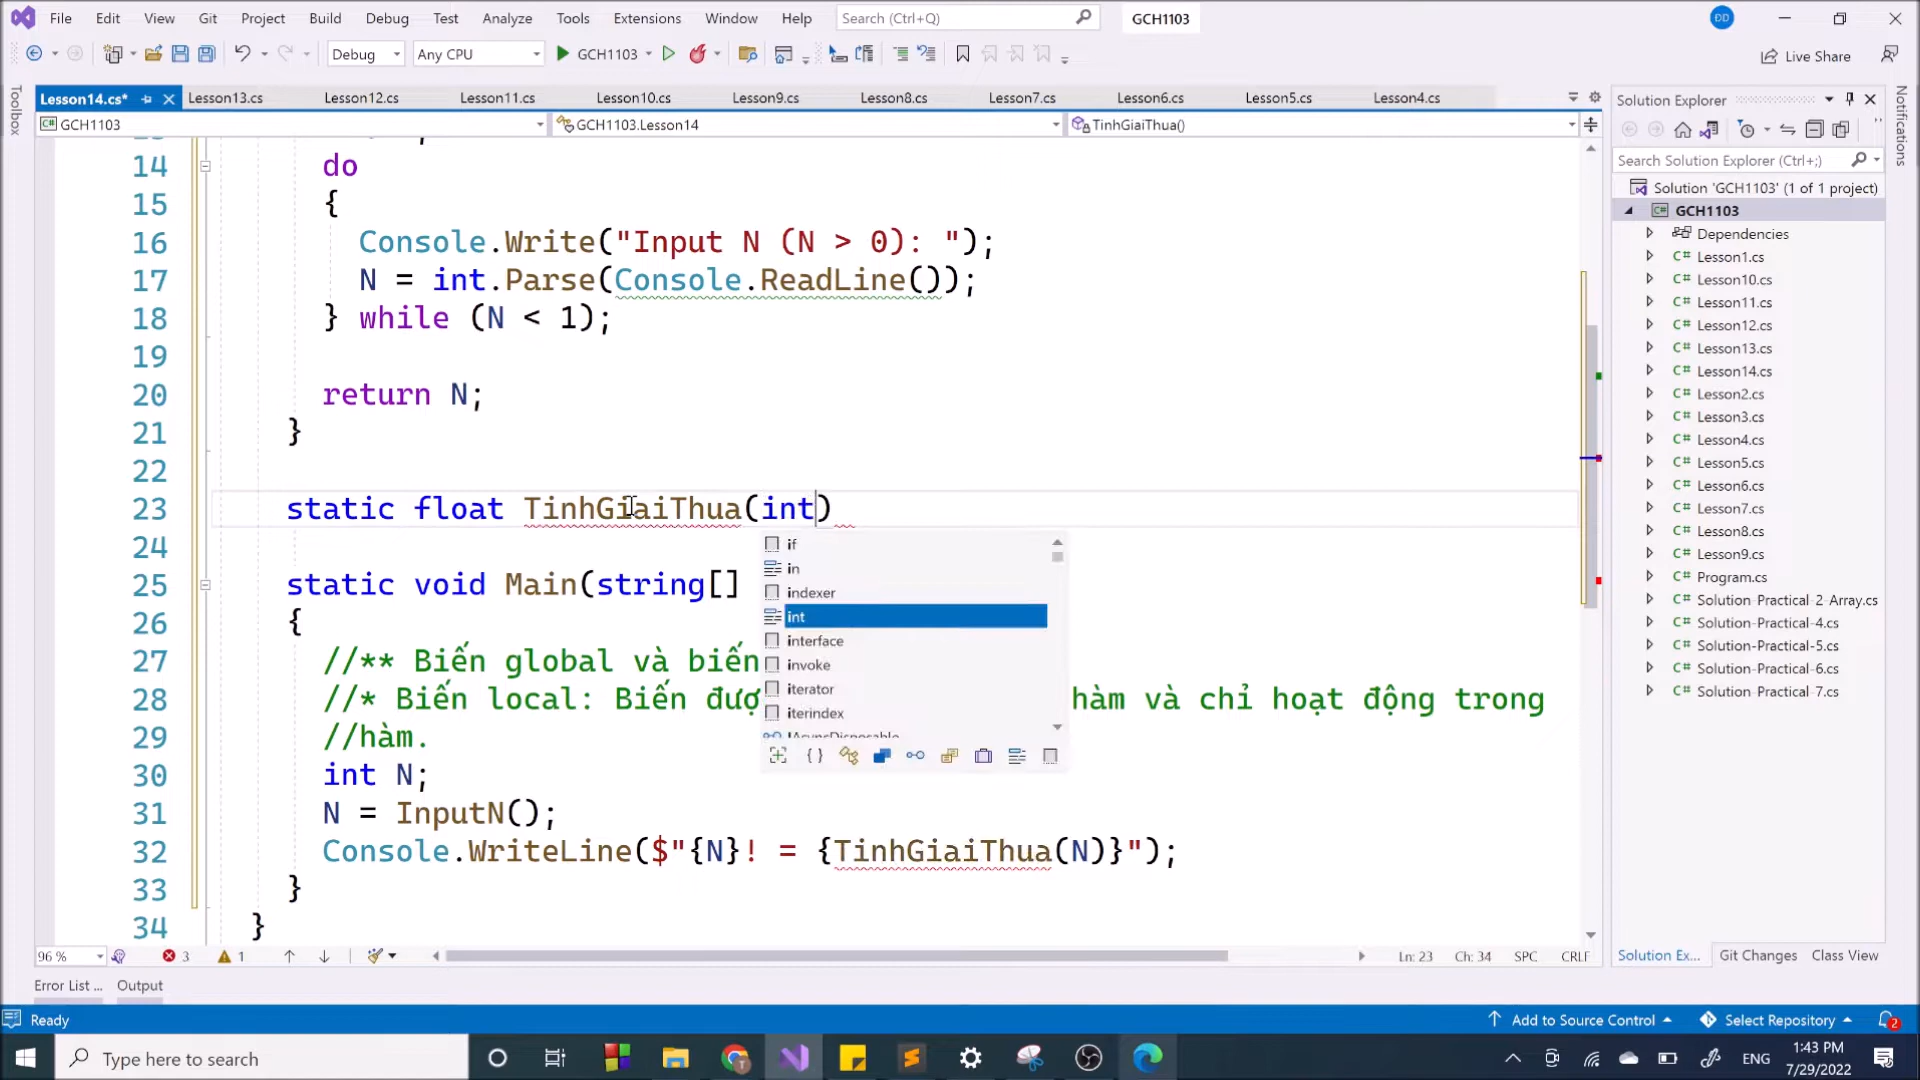 File Edit View Git Project Build Debug Test Analyze Tools Extensions Window Help Search (Ctrl+Q) GCH1103 ĐD
Debug Any CPU GCH1103 Live Share
Toolbox
Lesson14.cs* Lesson13.cs Lesson12.cs Lesson11.cs Lesson10.cs Lesson9.cs Lesson8.cs Lesson7.cs Lesson6.cs Lesson5.cs Lesson4.cs
GCH1103 GCH1103.Lesson14 TinhGiaiThua()
14 do
15 {
16 Console.Write("Input N (N > 0): ");
17 N = int.Parse(Console.ReadLine());
18 } while (N < 1);
19
20 return N;
21 }
22
23 static float TinhGiaiThua(int)
24
25 static void Main(string[]
26 {
27 //** Biến global và biến
28 //* Biến local: Biến đượ hàm và chỉ hoạt động trong
29 //hàm.
30 int N;
31 N = InputN();
32 Console.WriteLine($"{N}! = {TinhGiaiThua(N)}");
33 }
34 }
if
in
indexer
int
interface
invoke
iterator
iterindex
IAsyncDisposable
96 % 3 1 Ln: 23 Ch: 34 SPC CRLF
Error List ... Output
Solution Explorer
Search Solution Explorer (Ctrl+;)
Solution 'GCH1103' (1 of 1 project)
GCH1103
Dependencies
C# Lesson1.cs
C# Lesson10.cs
C# Lesson11.cs
C# Lesson12.cs
C# Lesson13.cs
C# Lesson14.cs
C# Lesson2.cs
C# Lesson3.cs
C# Lesson4.cs
C# Lesson5.cs
C# Lesson6.cs
C# Lesson7.cs
C# Lesson8.cs
C# Lesson9.cs
C# Program.cs
C# Solution-Practical-2-Array.cs
C# Solution-Practical-4.cs
C# Solution-Practical-5.cs
C# Solution-Practical-6.cs
C# Solution-Practical-7.cs
Solution Ex... Git Changes Class View
Notifications
Ready Add to Source Control Select Repository 2
Type here to search ENG 1:43 PM
7/29/2022